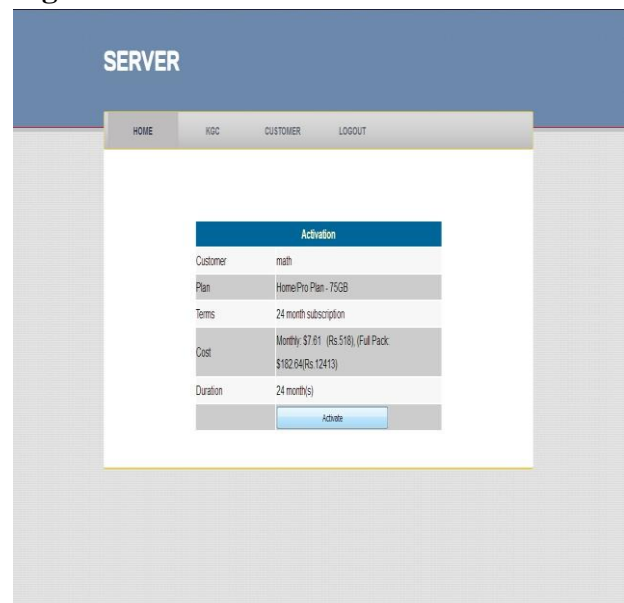 SERVER
HOME KGC CUSTOMER LOGOUT
Activation
Customer math
Plan Home/Pro Plan - 75GB
Terms 24 month subscription
Cost Monthly: $7.61 (Rs.518), (Full Pack:
$182.64(Rs.12413)
Duration 24 month(s)
Activate